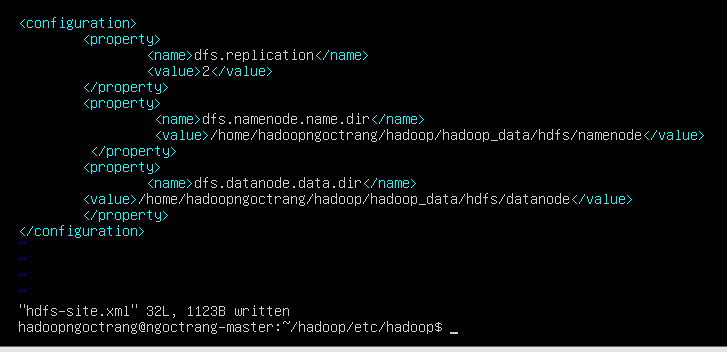 <configuration>
<property>
<name>dfs.replication</name>
<value>2</value>
</property>
<property>
<name>dfs.namenode.name.dir</name>
<value>/home/hadoopngoctrang/hadoop/hadoop_data/hdfs/namenode</value>
</property>
<property>
<name>dfs.datanode.data.dir</name>
<value>/home/hadoopngoctrang/hadoop/hadoop_data/hdfs/datanode</value>
</property>
</configuration>
~
~
~
~
"hdfs-site.xml" 32L, 1123B written
hadoopngoctrang@ngoctrang-master:~/hadoop/etc/hadoop$ _